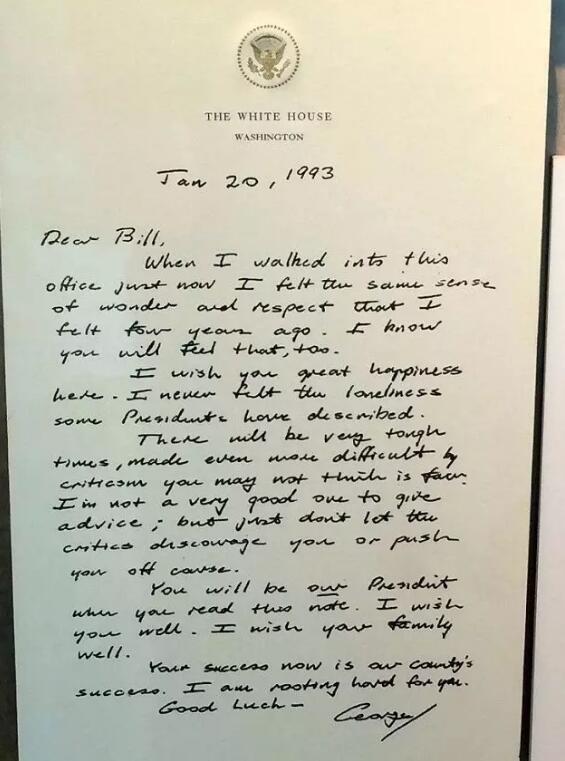 THE WHITE HOUSE
WASHINGTON
Jan 20, 1993
Dear Bill,
When I walked into this
office just now I felt the same sense
of wonder and respect that I
felt four years ago. I know
you will feel that, too.
I wish you great happiness
here. I never felt the loneliness
some Presidents have described.
There will be very tough
times, made even more difficult by
criticism you may not think is fair.
I'm not a very good one to give
advice; but just don't let the
critics discourage you or push
you off course.
You will be our President
when you read this note. I wish
you well. I wish your family
well.
Your success now is our country's
success. I am rooting hard for you.
Good Luck -
George